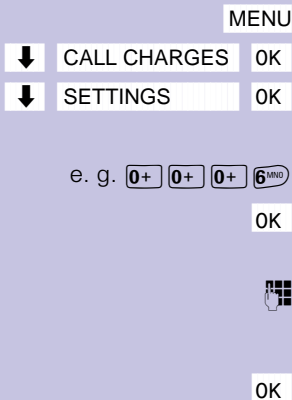 MENU
⬇ CALL CHARGES OK
⬇ SETTINGS OK
e. g. 0+ 0+ 0+ 6MNO
OK
OK